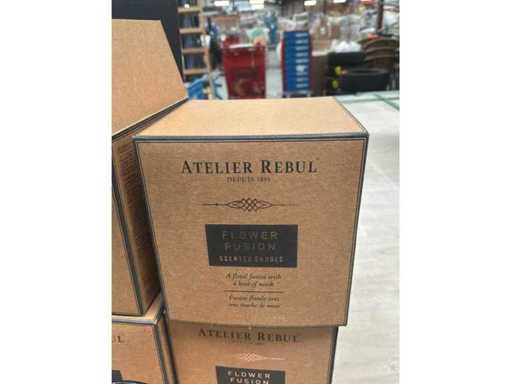 ATELIER REBUL
DEPUIS 1895
FLOWER
FUSION
SCENTED CANDLE
A floral fusion with
a hint of musk
Fusion florale avec
une touche de musc
ATELIER REBUL
FLOWER
FUSION